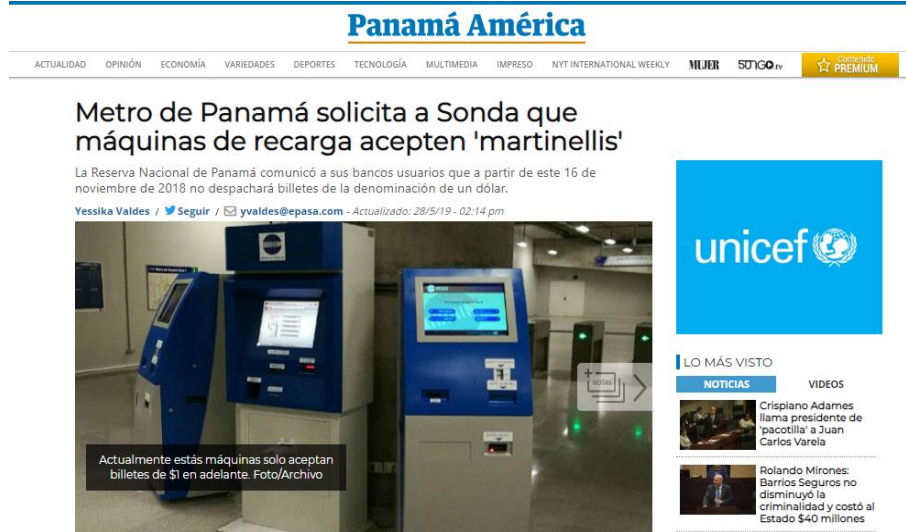 Panamá América
ACTUALIDAD OPINIÓN ECONOMÍA VARIEDADES DEPORTES TECNOLOGÍA MULTIMEDIA IMPRESO NYT INTERNATIONAL WEEKLY MUJER Contenido PREMIUM
Metro de Panamá solicita a Sonda que
máquinas de recarga acepten 'martinellis'
La Reserva Nacional de Panamá comunicó a sus bancos usuarios que a partir de este 16 de
noviembre de 2018 no despachará billetes de la denominación de un dólar.
Yessika Valdes / Seguir / yvaldes@epasa.com - Actualizado: 28/5/19 - 02:14 pm
NOTAS
Actualmente estás máquinas solo aceptan
billetes de $1 en adelante. Foto/Archivo
unicef
LO MÁS VISTO
NOTICIAS VIDEOS
Crispiano Adames
llama presidente de
'pacotilla' a Juan
Carlos Varela
Rolando Mirones:
Barrios Seguros no
disminuyó la
criminalidad y costó al
Estado $40 millones